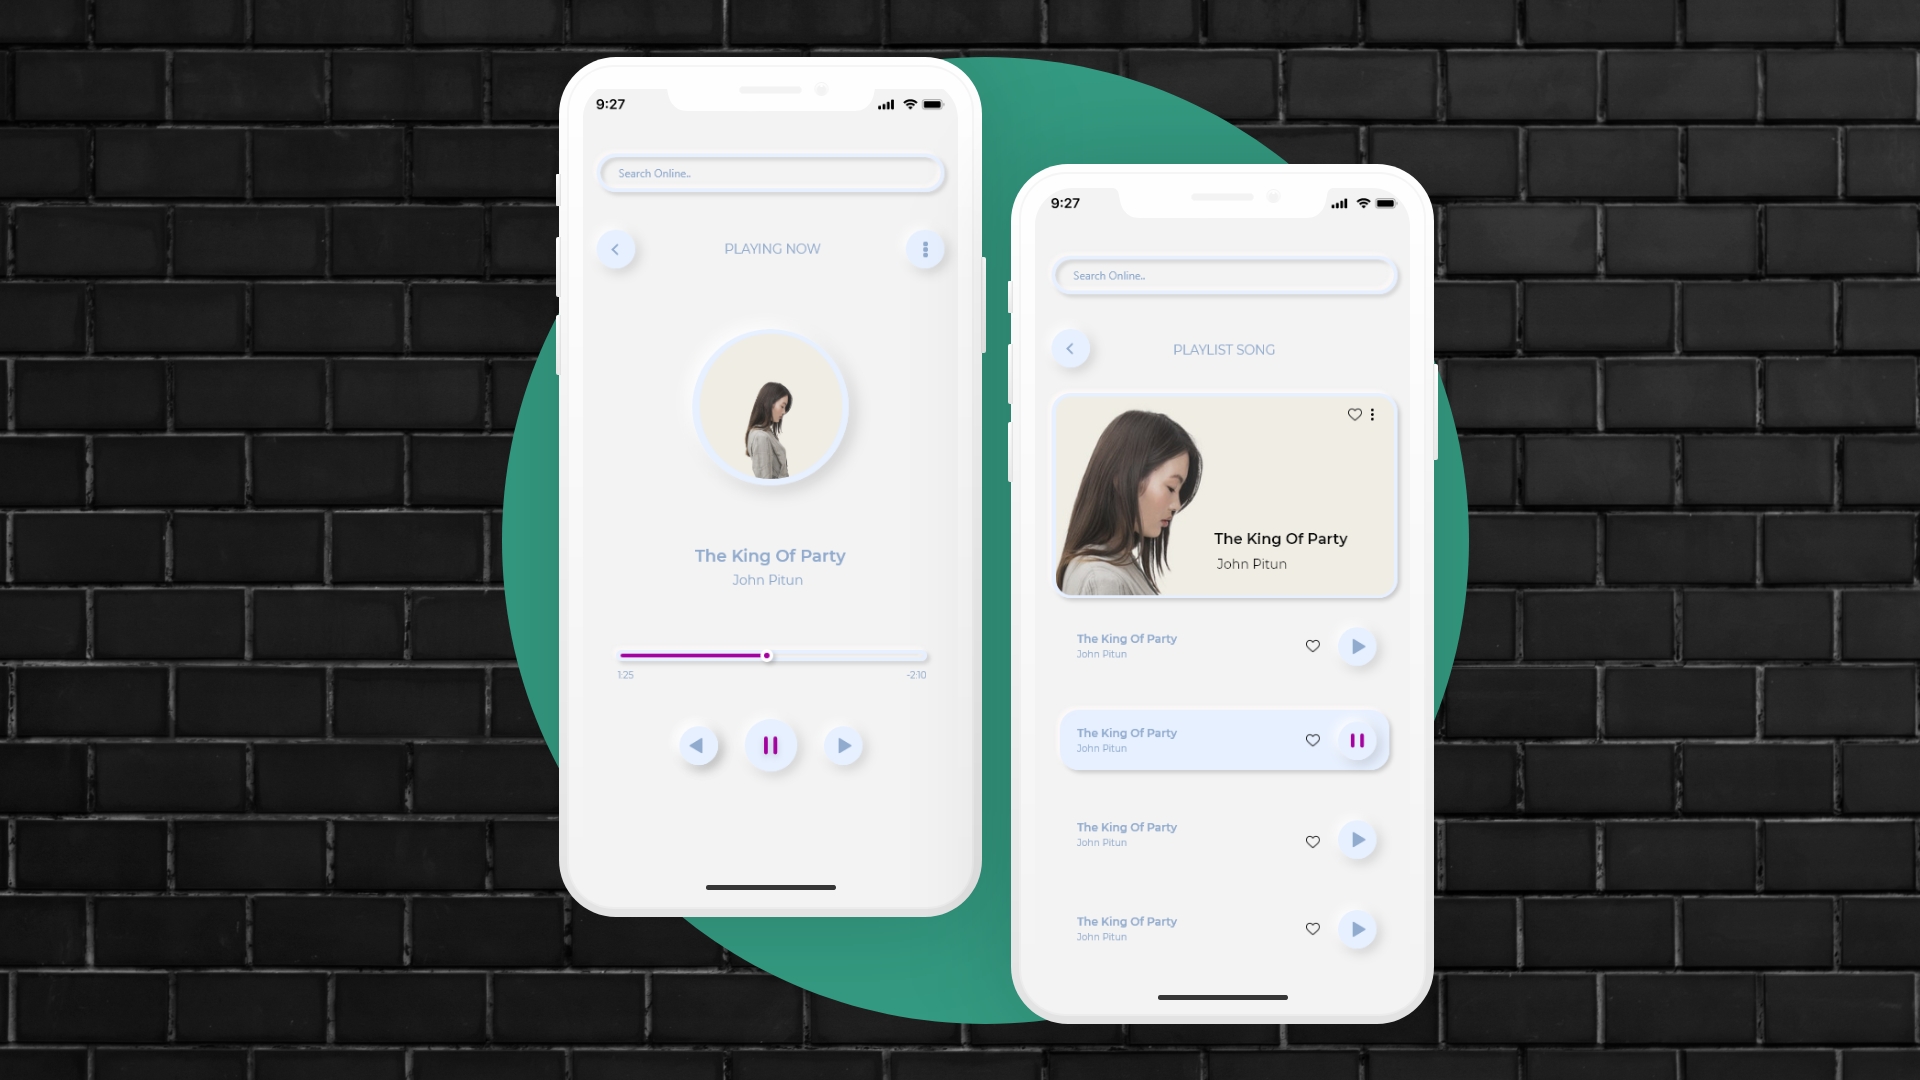 9:27
Search Online..
PLAYING NOW
The King Of Party
John Pitun
1:25
-2:10
9:27
Search Online..
PLAYLIST SONG
The King Of Party
John Pitun
The King Of Party
John Pitun
The King Of Party
John Pitun
The King Of Party
John Pitun
The King Of Party
John Pitun